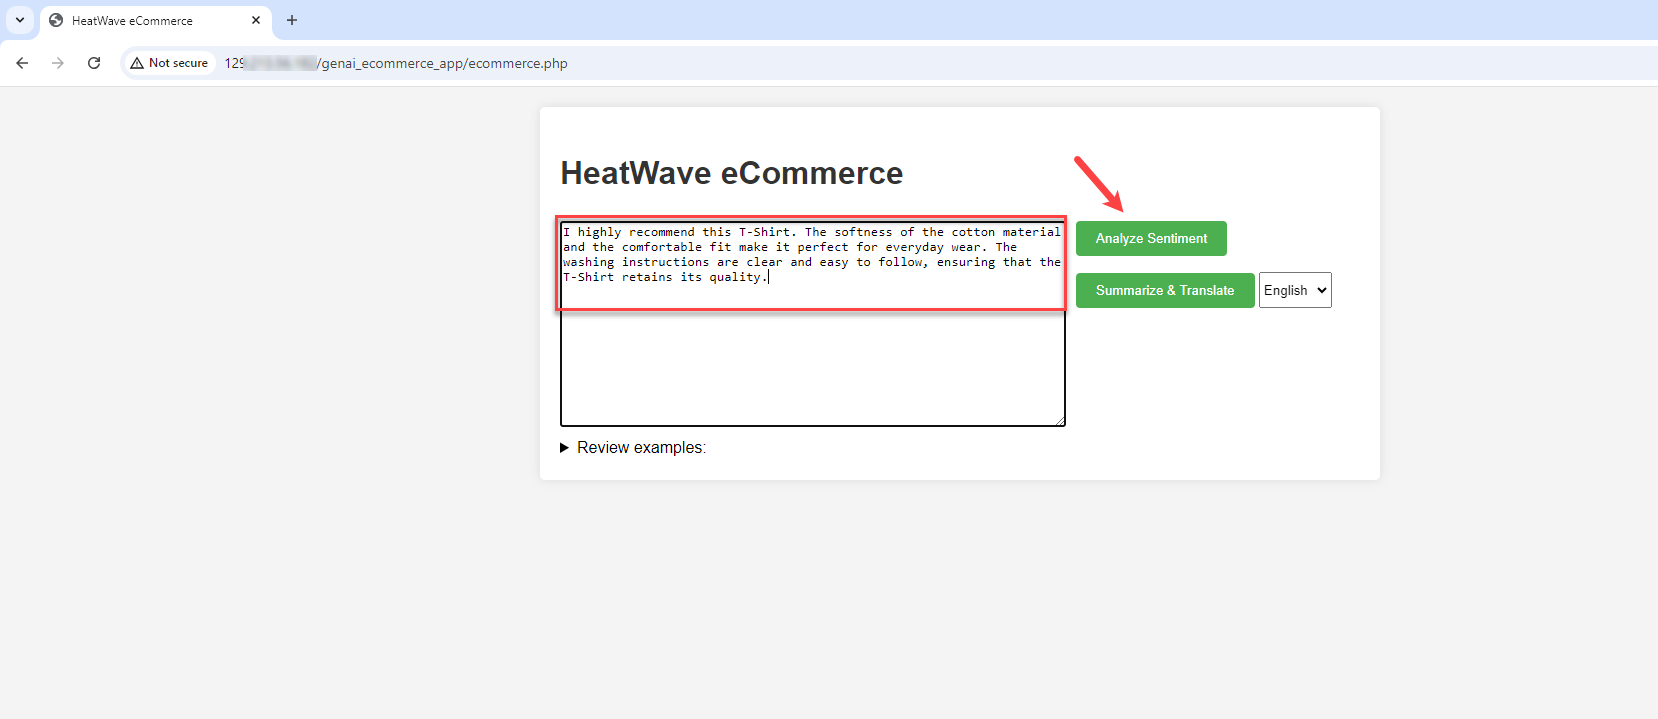 HeatWave eCommerce
Not secure
129 /genai_ecommerce_app/ecommerce.php
HeatWave eCommerce
I highly recommend this T-Shirt. The softness of the cotton material
and the comfortable fit make it perfect for everyday wear. The
washing instructions are clear and easy to follow, ensuring that the
T-Shirt retains its quality.
Analyze Sentiment
Summarize & Translate English
Review examples: